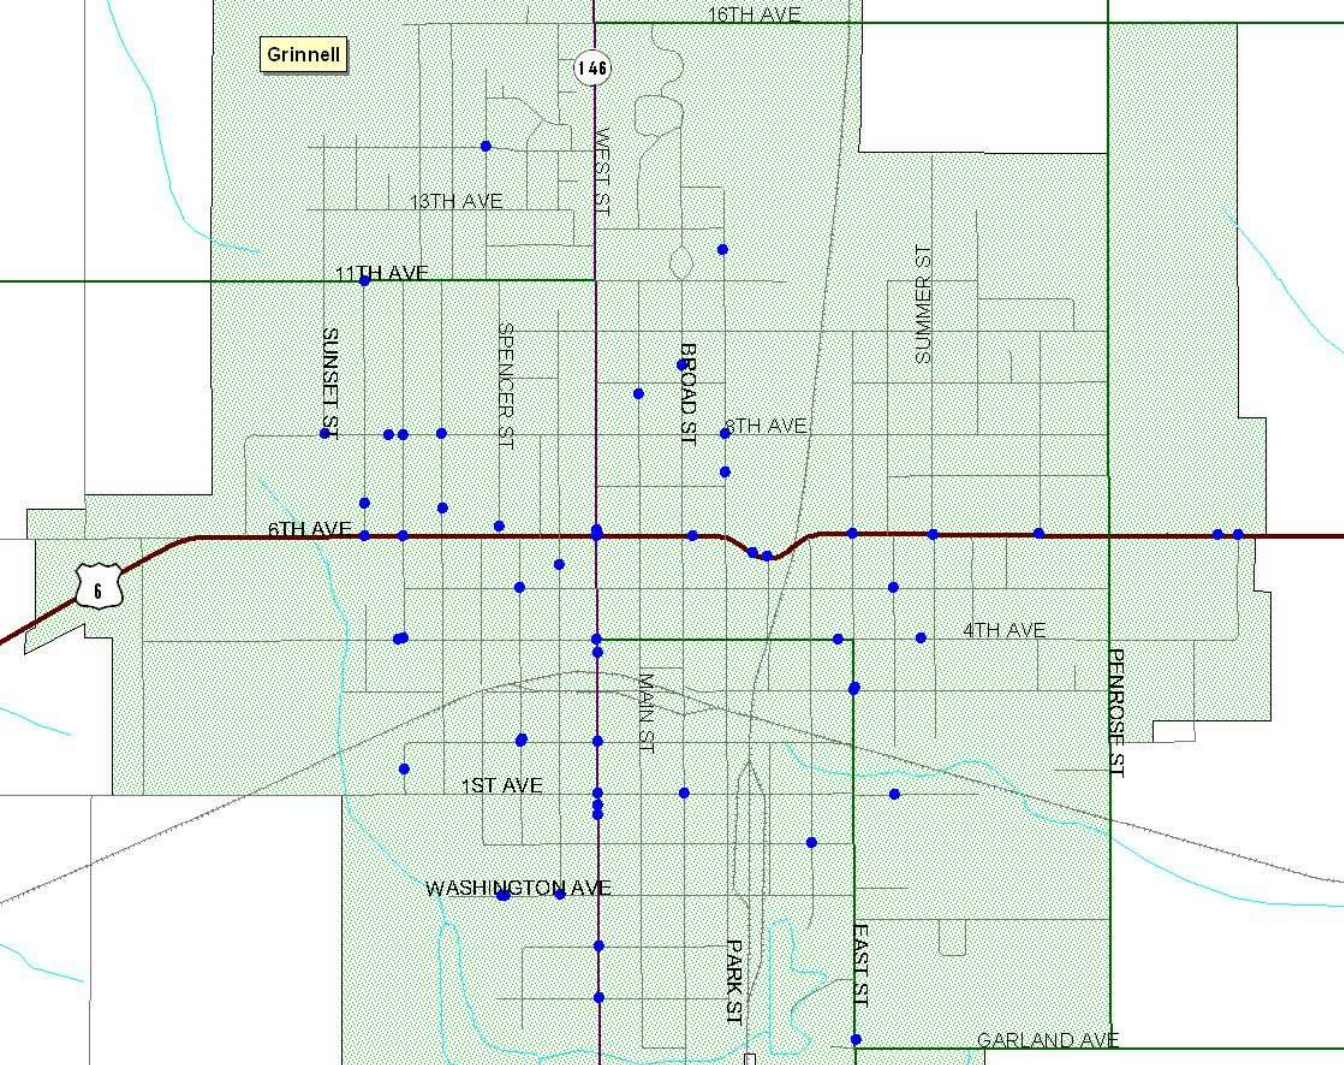 16TH AVE
Grinnell
146
WEST ST
13TH AVE
11TH AVE
SUMMER ST
SUNSET ST
SPENCER ST
BROAD ST
8TH AVE
6TH AVE
6
4TH AVE
MAIN ST
PENROSE ST
1ST AVE
WASHINGTON AVE
PARK ST
EAST ST
GARLAND AVE